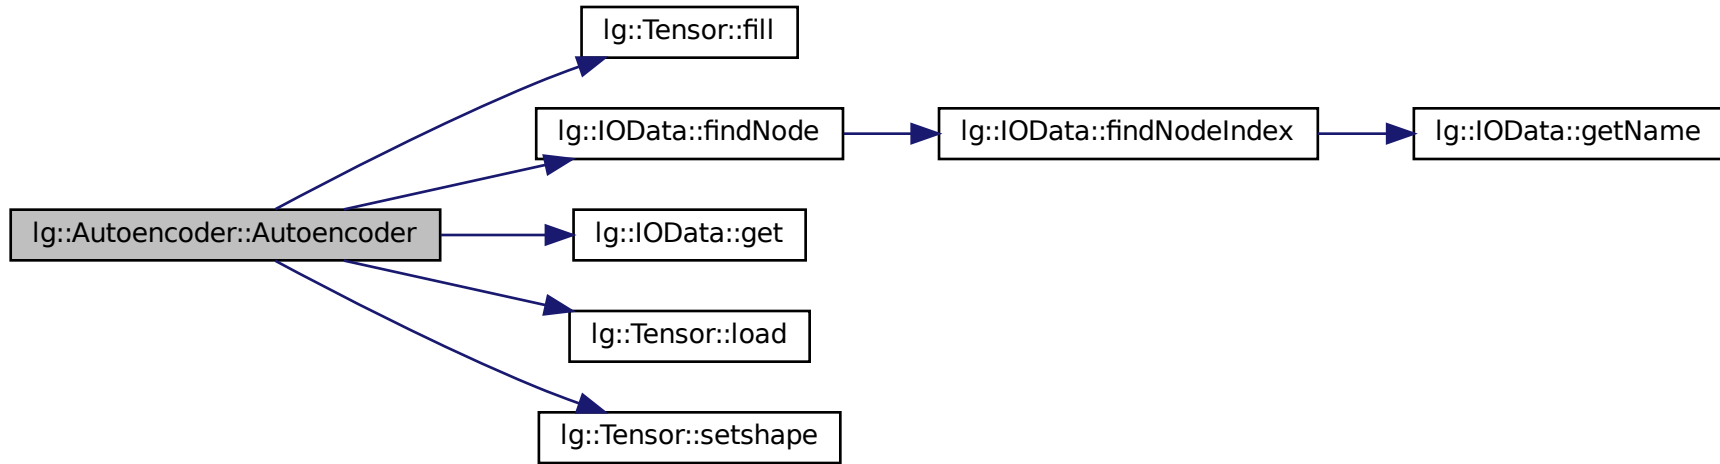 lg::Tensor::fill
lg::IOData::findNode
lg::IOData::findNodeIndex
lg::IOData::getName
lg::Autoencoder::Autoencoder
lg::IOData::get
lg::Tensor::load
lg::Tensor::setshape